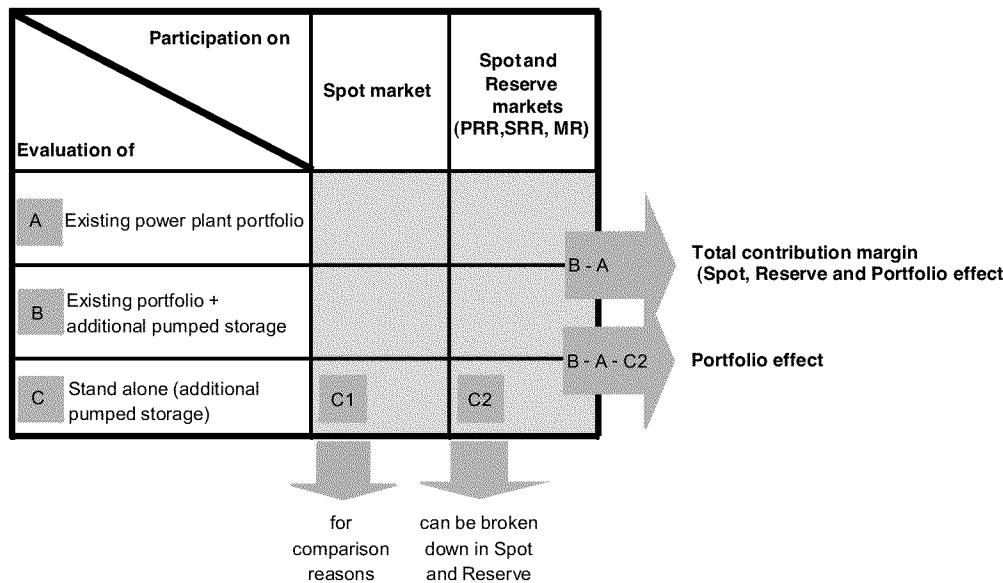 Participation on
Evaluation of
Spot market
Spot and
Reserve
markets
(PRR,SRR, MR)
A
Existing power plant portfolio
B - A
Total contribution margin
(Spot, Reserve and Portfolio effect
B
Existing portfolio +
additional pumped storage
B - A - C2
Portfolio effect
C
Stand alone (additional
pumped storage)
C1
C2
for
comparison
reasons
can be broken
down in Spot
and Reserve